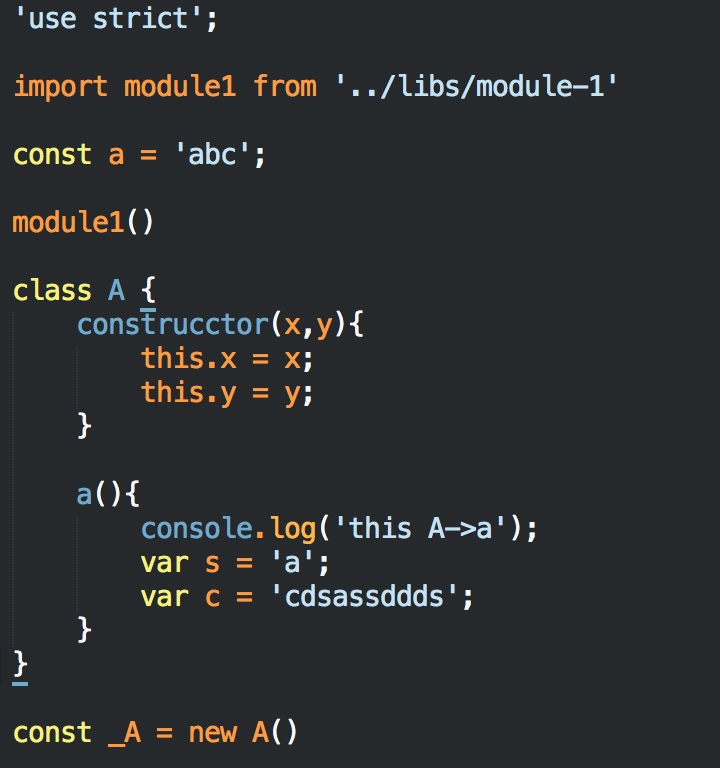 'use strict';
import module1 from '../libs/module-1'
const a = 'abc';
module1()
class A {
construcctor(x,y){
this.x = x;
this.y = y;
}
a(){
console.log('this A->a');
var s = 'a';
var c = 'cdsassddds';
}
}
const _A = new A()